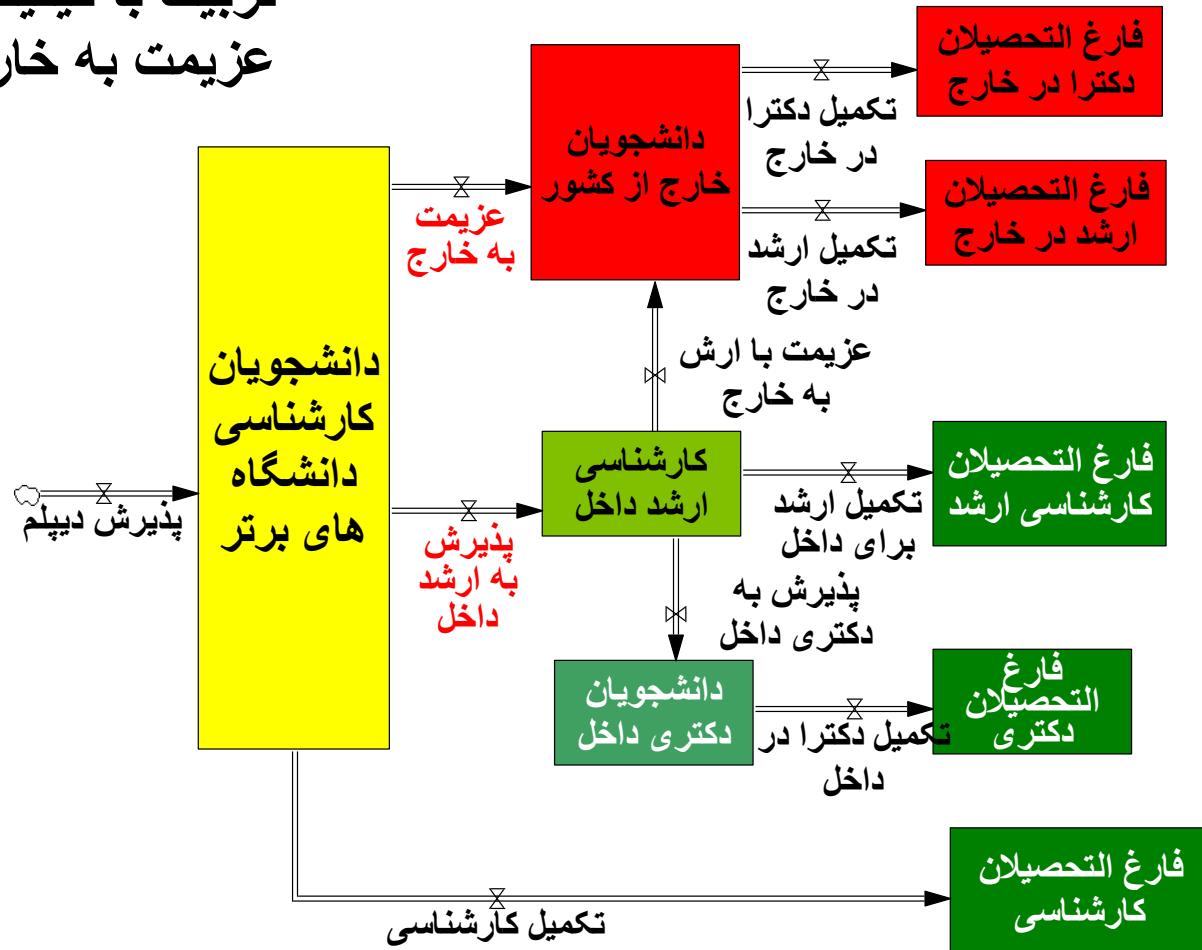 تربیت با
عزیمت به خار
فارغ التحصیلان
دکترا در خارج
تکمیل دکترا
در خارج
دانشجویان
خارج از کشور
فارغ التحصیلان
ارشد در خارج
تکمیل ارشد
در خارج
عزیمت
به خارج
عزیمت با ارش
به خارج
دانشجویان
کارشناسی
دانشگاه
های برتر
پذیرش دیپلم
پذیرش
به ارشد
داخل
کارشناسی
ارشد داخل
فارغ التحصیلان
کارشناسی ارشد
تکمیل ارشد
برای داخل
پذیرش به
دکتری داخل
دانشجویان
دکتری داخل
فارغ
التحصیلان
دکتری
تکمیل دکترا در
داخل
فارغ التحصیلان
کارشناسی
تکمیل کارشناسی